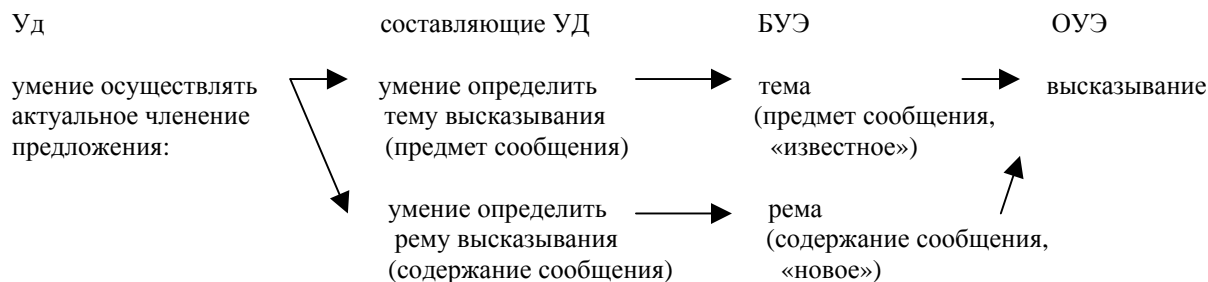 Уд составляющие УД БУЭ ОУЭ
умение осуществлять умение определить тема высказывание
актуальное членение тему высказывания (предмет сообщения,
предложения: (предмет сообщения) «известное»)
умение определить рема
рему высказывания (содержание сообщения,
(содержание сообщения) «новое»)